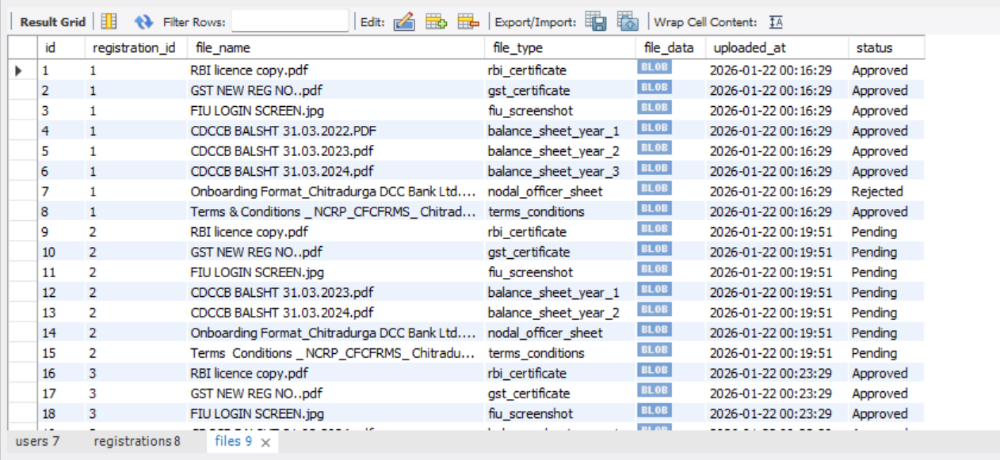 Result Grid Filter Rows: Edit: Export/Import: Wrap Cell Content: IA
id registration_id file_name file_type file_data uploaded_at status
1 1 RBI licence copy.pdf rbi_certificate BLOB 2026-01-22 00:16:29 Approved
2 1 GST NEW REG NO..pdf gst_certificate BLOB 2026-01-22 00:16:29 Approved
3 1 FIU LOGIN SCREEN.jpg fiu_screenshot BLOB 2026-01-22 00:16:29 Approved
4 1 CDCCB BALSHT 31.03.2022.PDF balance_sheet_year_1 BLOB 2026-01-22 00:16:29 Approved
5 1 CDCCB BALSHT 31.03.2023.pdf balance_sheet_year_2 BLOB 2026-01-22 00:16:29 Approved
6 1 CDCCB BALSHT 31.03.2024.pdf balance_sheet_year_3 BLOB 2026-01-22 00:16:29 Approved
7 1 Onboarding Format_Chitradurga DCC Bank Ltd.... nodal_officer_sheet BLOB 2026-01-22 00:16:29 Rejected
8 1 Terms & Conditions _NCRP_CFCFRMS_ Chitrad... terms_conditions BLOB 2026-01-22 00:16:29 Approved
9 2 RBI licence copy.pdf rbi_certificate BLOB 2026-01-22 00:19:51 Pending
10 2 GST NEW REG NO..pdf gst_certificate BLOB 2026-01-22 00:19:51 Pending
11 2 FIU LOGIN SCREEN.jpg fiu_screenshot BLOB 2026-01-22 00:19:51 Pending
12 2 CDCCB BALSHT 31.03.2023.pdf balance_sheet_year_1 BLOB 2026-01-22 00:19:51 Pending
13 2 CDCCB BALSHT 31.03.2024.pdf balance_sheet_year_2 BLOB 2026-01-22 00:19:51 Pending
14 2 Onboarding Format_Chitradurga DCC Bank Ltd.... nodal_officer_sheet BLOB 2026-01-22 00:19:51 Pending
15 2 Terms  Conditions _NCRP_CFCFRMS_ Chitradu... terms_conditions BLOB 2026-01-22 00:19:51 Pending
16 3 RBI licence copy.pdf rbi_certificate BLOB 2026-01-22 00:23:29 Approved
17 3 GST NEW REG NO..pdf gst_certificate BLOB 2026-01-22 00:23:29 Approved
18 3 FIU LOGIN SCREEN.jpg fiu_screenshot BLOB 2026-01-22 00:23:29 Approved
users 7 registrations 8 files 9